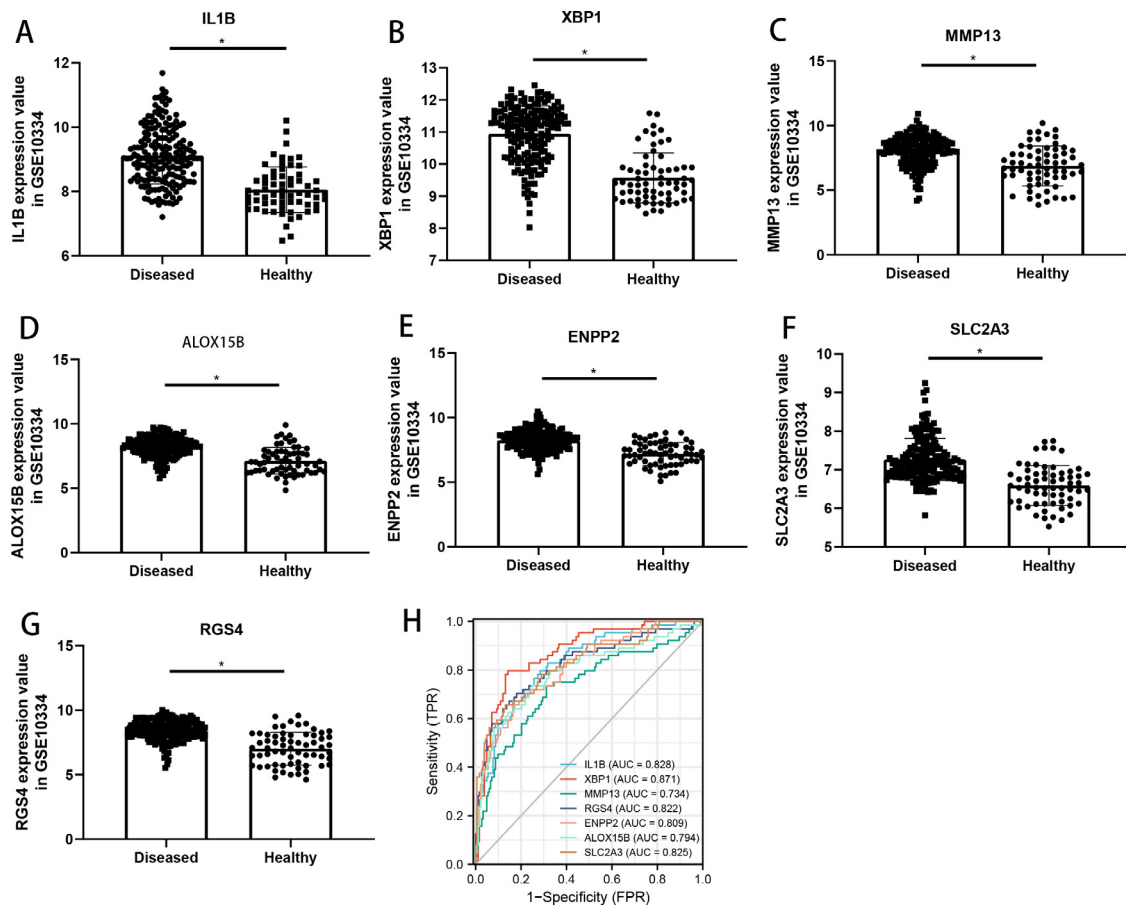 A
IL1B
*
IL1B expression value
in GSE10334
12
10
8
6
Diseased
Healthy
B
XBP1
*
XBP1 expression value
in GSE10334
13
12
11
10
9
8
7
Diseased
Healthy
C
MMP13
*
MMP13 expression value
in GSE10334
15
10
5
0
Diseased
Healthy
D
ALOX15B
*
ALOX15B expression value
in GSE10334
15
10
5
0
Diseased
Healthy
E
ENPP2
*
ENPP2 expression value
in GSE10334
15
10
5
0
Diseased
Healthy
F
SLC2A3
*
SLC2A3 expression value
in GSE10334
10
9
8
7
6
5
Diseased
Healthy
G
RGS4
*
RGS4 expression value
in GSE10334
15
10
5
0
Diseased
Healthy
H
Sensitivity (TPR)
1.0
0.8
0.6
0.4
0.2
0.0
IL1B (AUC = 0.828)
XBP1 (AUC = 0.871)
MMP13 (AUC = 0.734)
RGS4 (AUC = 0.822)
ENPP2 (AUC = 0.809)
ALOX15B (AUC = 0.794)
SLC2A3 (AUC = 0.825)
0.0 0.2 0.4 0.6 0.8 1.0
1−Specificity (FPR)